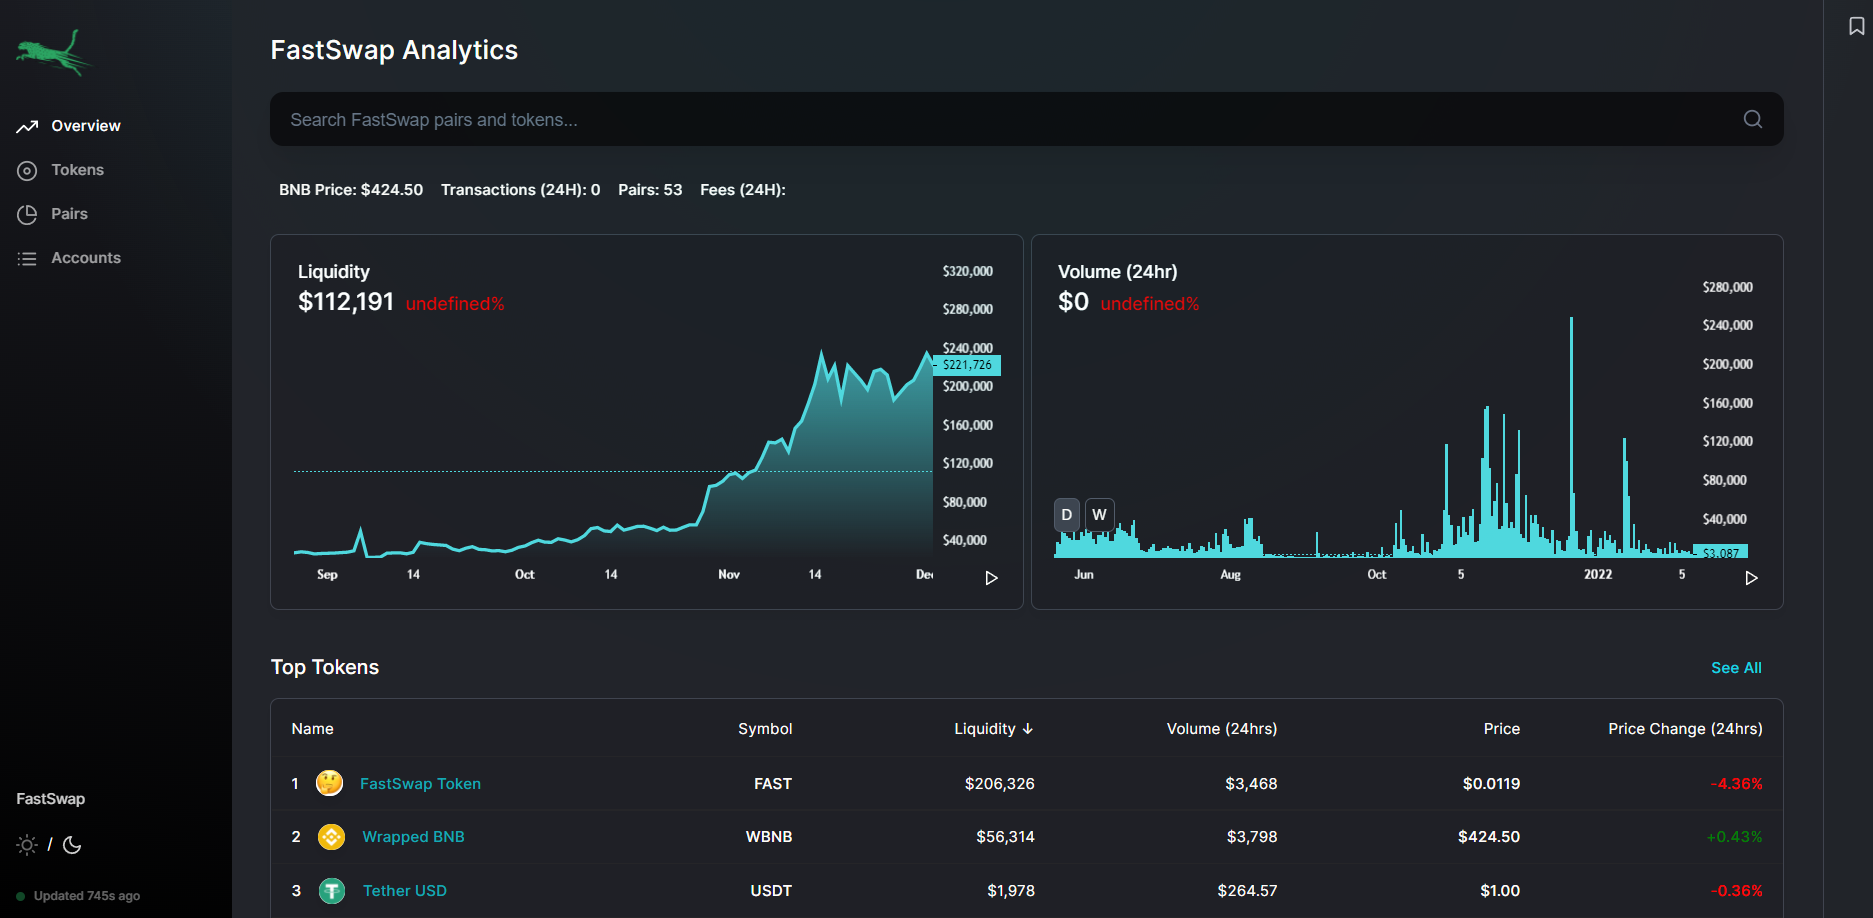 FastSwap Analytics
Search FastSwap pairs and tokens...
Overview
Tokens
Pairs
Accounts
BNB Price: $424.50 Transactions (24H): 0 Pairs: 53 Fees (24H):
Liquidity
$112,191 undefined%
$320,000
$280,000
$240,000
$221,726
$200,000
$160,000
$120,000
$80,000
$40,000
Sep 14 Oct 14 Nov 14 Dec
Volume (24hr)
$0 undefined%
$280,000
$240,000
$200,000
$160,000
$120,000
$80,000
$40,000
$3,087
D W
Jun Aug Oct 5 2022 5
Top Tokens See All
Name Symbol Liquidity ↓ Volume (24hrs) Price Price Change (24hrs)
1 FastSwap Token FAST $206,326 $3,468 $0.0119 -4.36%
2 Wrapped BNB WBNB $56,314 $3,798 $424.50 +0.43%
3 Tether USD USDT $1,978 $264.57 $1.00 -0.36%
FastSwap
/
Updated 745s ago